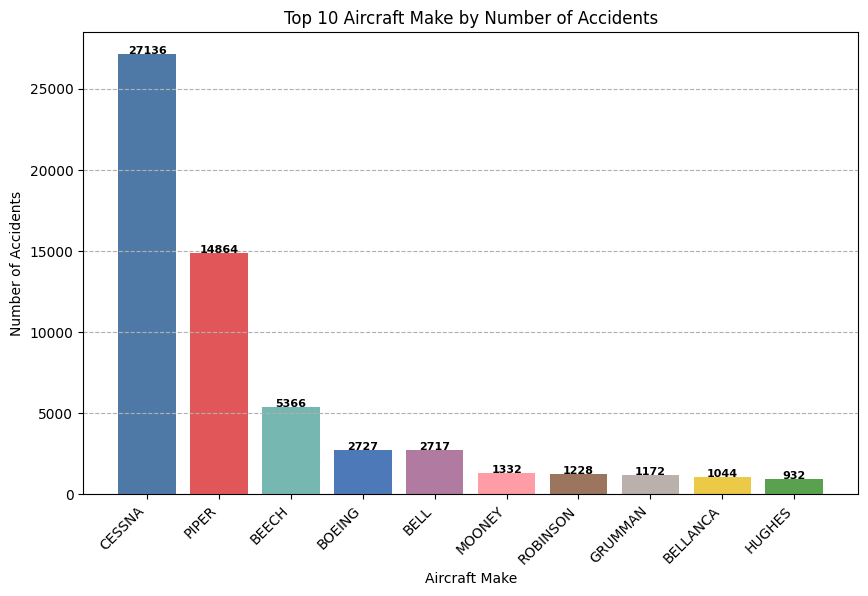 Top 10 Aircraft Make by Number of Accidents
Number of Accidents
25000
20000
15000
10000
5000
0
27136
14864
5366
2727
2717
1332
1228
1172
1044
932
CESSNA
PIPER
BEECH
BOEING
BELL
MOONEY
ROBINSON
GRUMMAN
BELLANCA
HUGHES
Aircraft Make